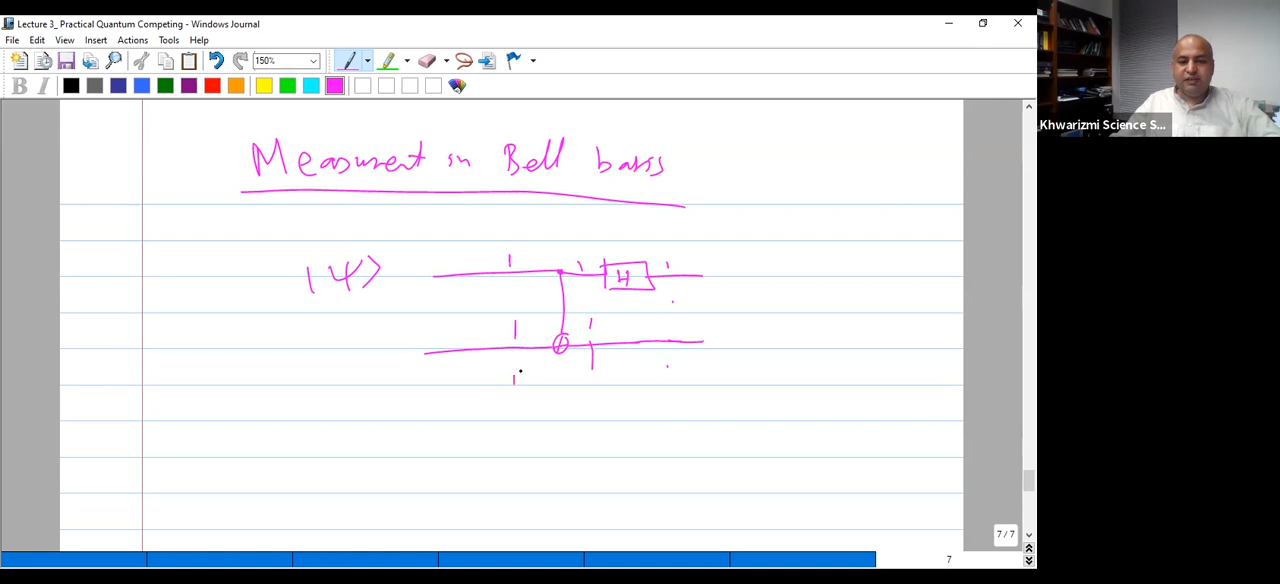 Lecture 3_ Practical Quantum Competing - Windows Journal
File Edit View Insert Actions Tools Help
150%
B I
Khwarizmi Science S...
Measurent in Bell basis
|ψ⟩
H
7 / 7
7